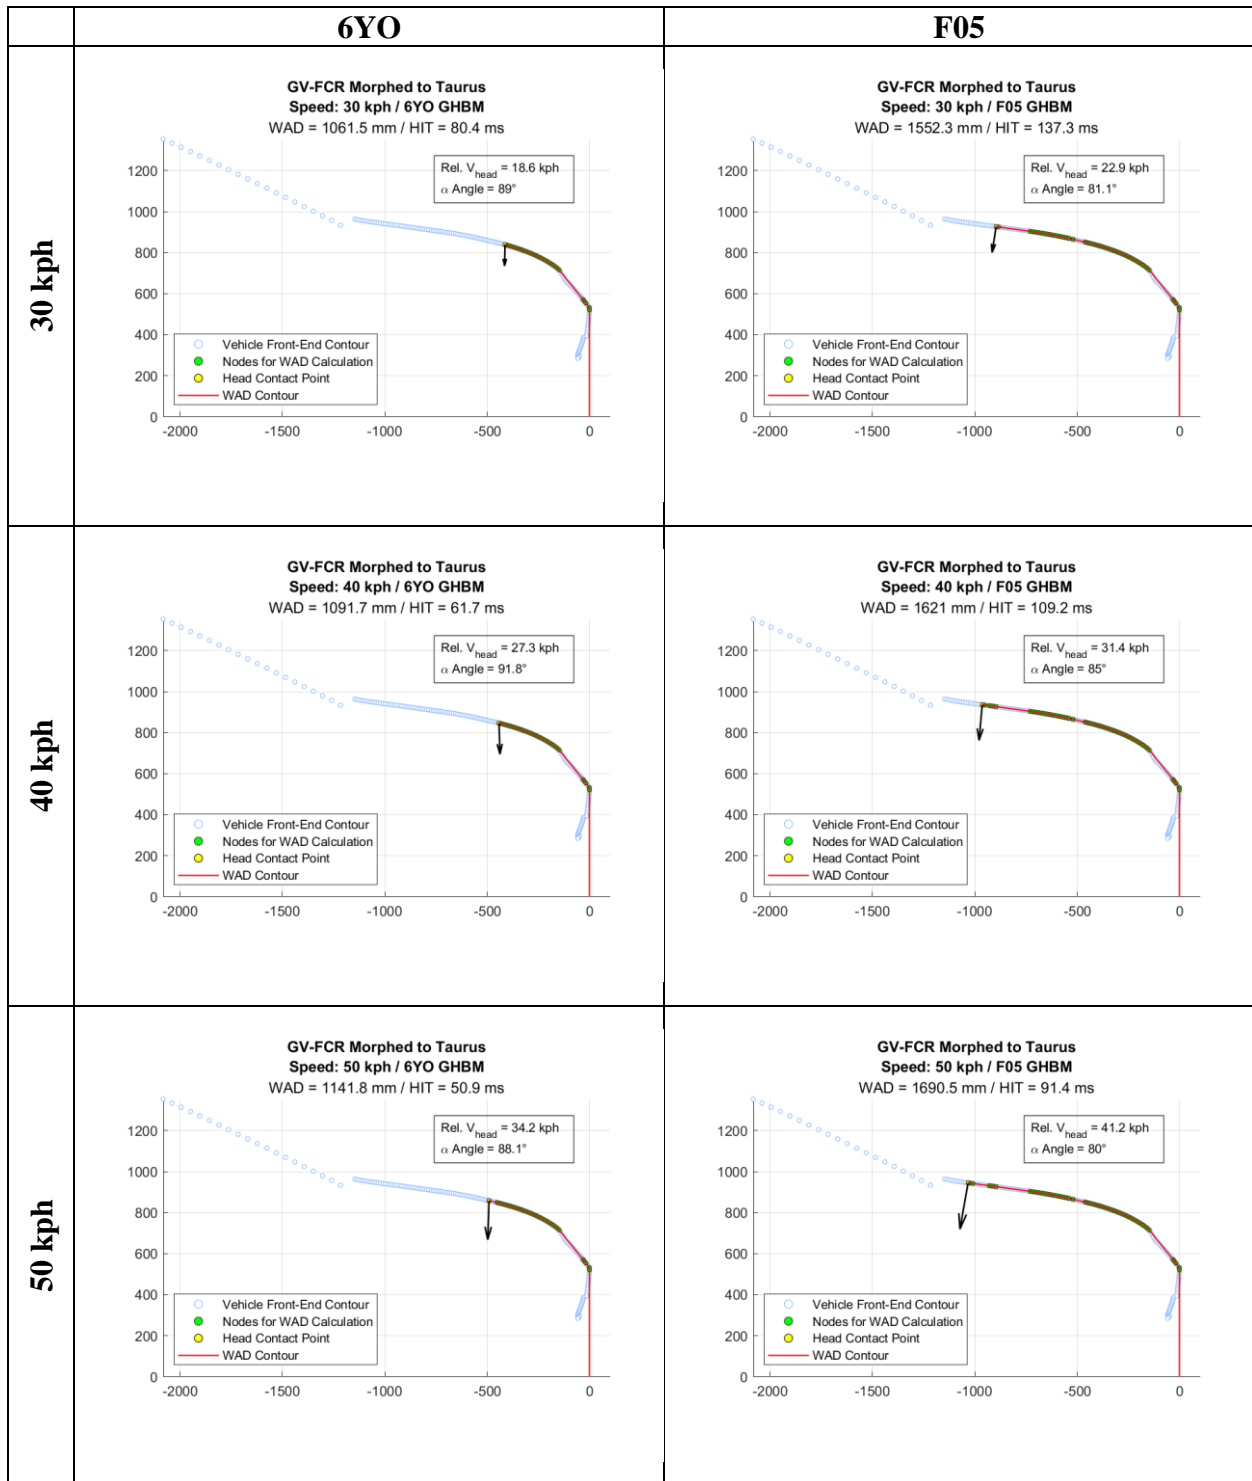 6YO
F05
30 kph
GV-FCR Morphed to Taurus
Speed: 30 kph / 6YO GHBM
WAD = 1061.5 mm / HIT = 80.4 ms
Rel. V_head = 18.6 kph
α Angle = 89°
1200
1000
800
600
400
200
0
-2000 -1500 -1000 -500 0
Vehicle Front-End Contour
Nodes for WAD Calculation
Head Contact Point
WAD Contour
GV-FCR Morphed to Taurus
Speed: 30 kph / F05 GHBM
WAD = 1552.3 mm / HIT = 137.3 ms
Rel. V_head = 22.9 kph
α Angle = 81.1°
1200
1000
800
600
400
200
0
-2000 -1500 -1000 -500 0
Vehicle Front-End Contour
Nodes for WAD Calculation
Head Contact Point
WAD Contour
40 kph
GV-FCR Morphed to Taurus
Speed: 40 kph / 6YO GHBM
WAD = 1091.7 mm / HIT = 61.7 ms
Rel. V_head = 27.3 kph
α Angle = 91.8°
1200
1000
800
600
400
200
0
-2000 -1500 -1000 -500 0
Vehicle Front-End Contour
Nodes for WAD Calculation
Head Contact Point
WAD Contour
GV-FCR Morphed to Taurus
Speed: 40 kph / F05 GHBM
WAD = 1621 mm / HIT = 109.2 ms
Rel. V_head = 31.4 kph
α Angle = 85°
1200
1000
800
600
400
200
0
-2000 -1500 -1000 -500 0
Vehicle Front-End Contour
Nodes for WAD Calculation
Head Contact Point
WAD Contour
50 kph
GV-FCR Morphed to Taurus
Speed: 50 kph / 6YO GHBM
WAD = 1141.8 mm / HIT = 50.9 ms
Rel. V_head = 34.2 kph
α Angle = 88.1°
1200
1000
800
600
400
200
0
-2000 -1500 -1000 -500 0
Vehicle Front-End Contour
Nodes for WAD Calculation
Head Contact Point
WAD Contour
GV-FCR Morphed to Taurus
Speed: 50 kph / F05 GHBM
WAD = 1690.5 mm / HIT = 91.4 ms
Rel. V_head = 41.2 kph
α Angle = 80°
1200
1000
800
600
400
200
0
-2000 -1500 -1000 -500 0
Vehicle Front-End Contour
Nodes for WAD Calculation
Head Contact Point
WAD Contour